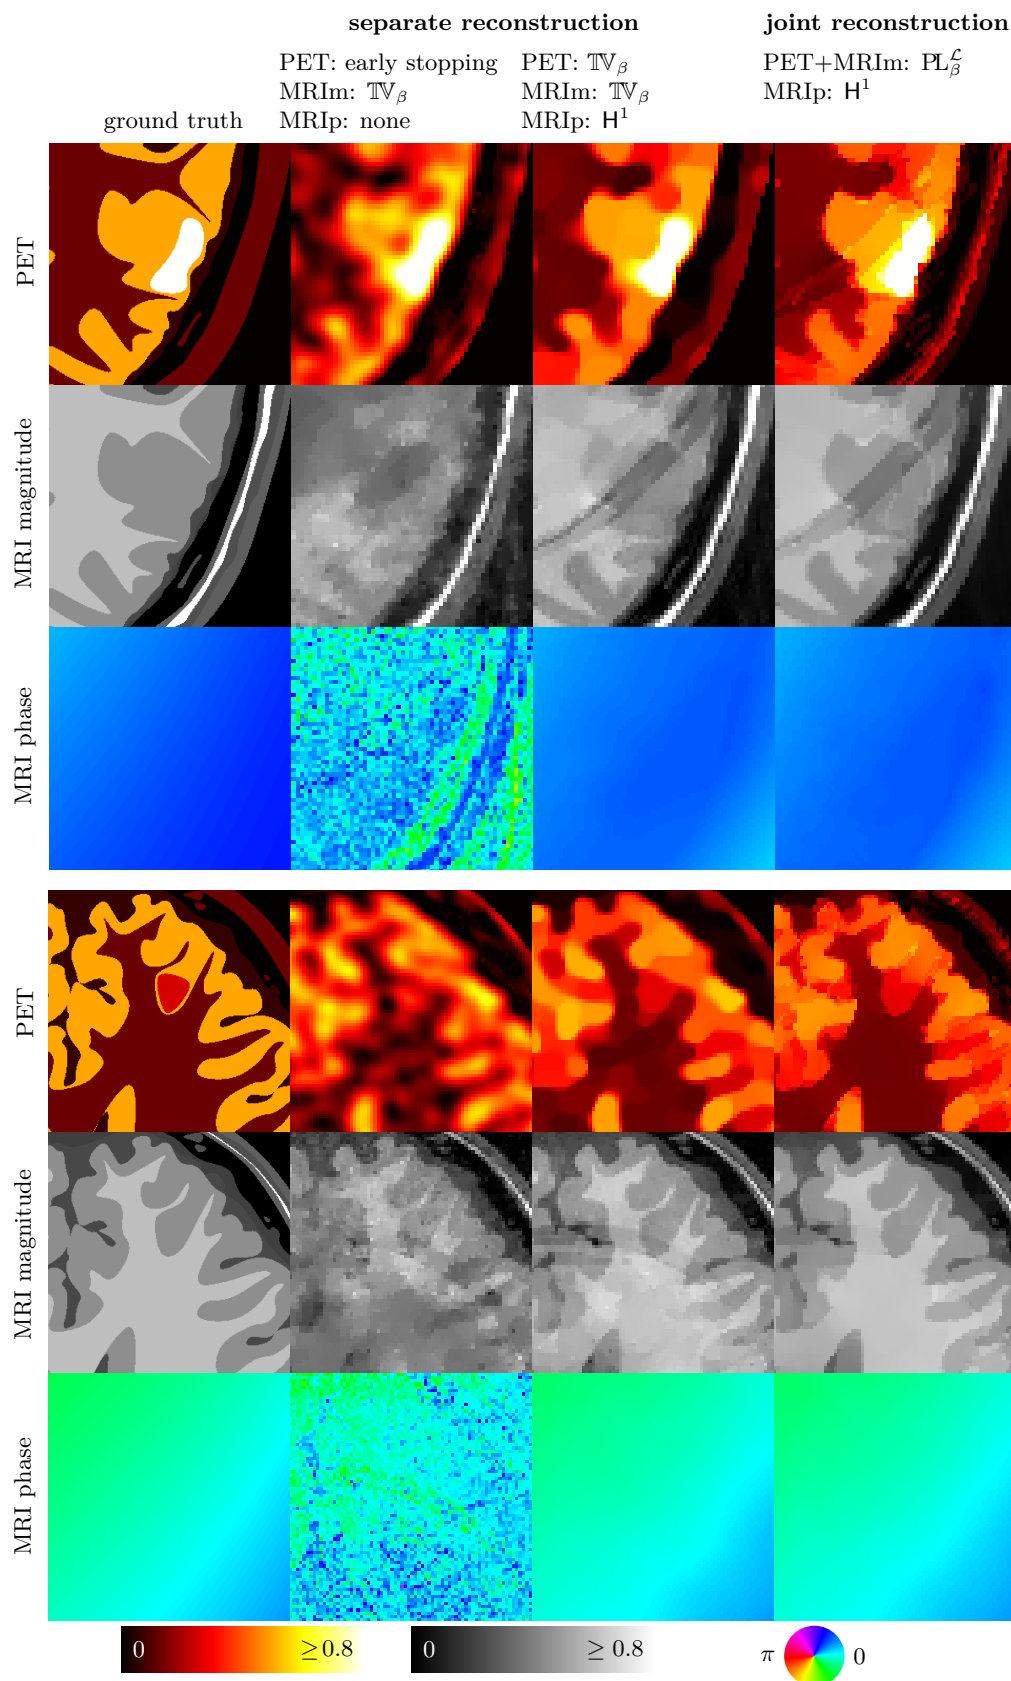 separate reconstruction joint reconstruction
PET: early stopping PET: 𝕋𝕍β PET+MRIm: ℙ𝕃β^ℒ
MRIm: 𝕋𝕍β MRIm: 𝕋𝕍β MRIp: H¹
ground truth MRIp: none MRIp: H¹
PET
MRI magnitude
MRI phase
PET
MRI magnitude
MRI phase
0 ≥0.8 0 ≥ 0.8 π 0